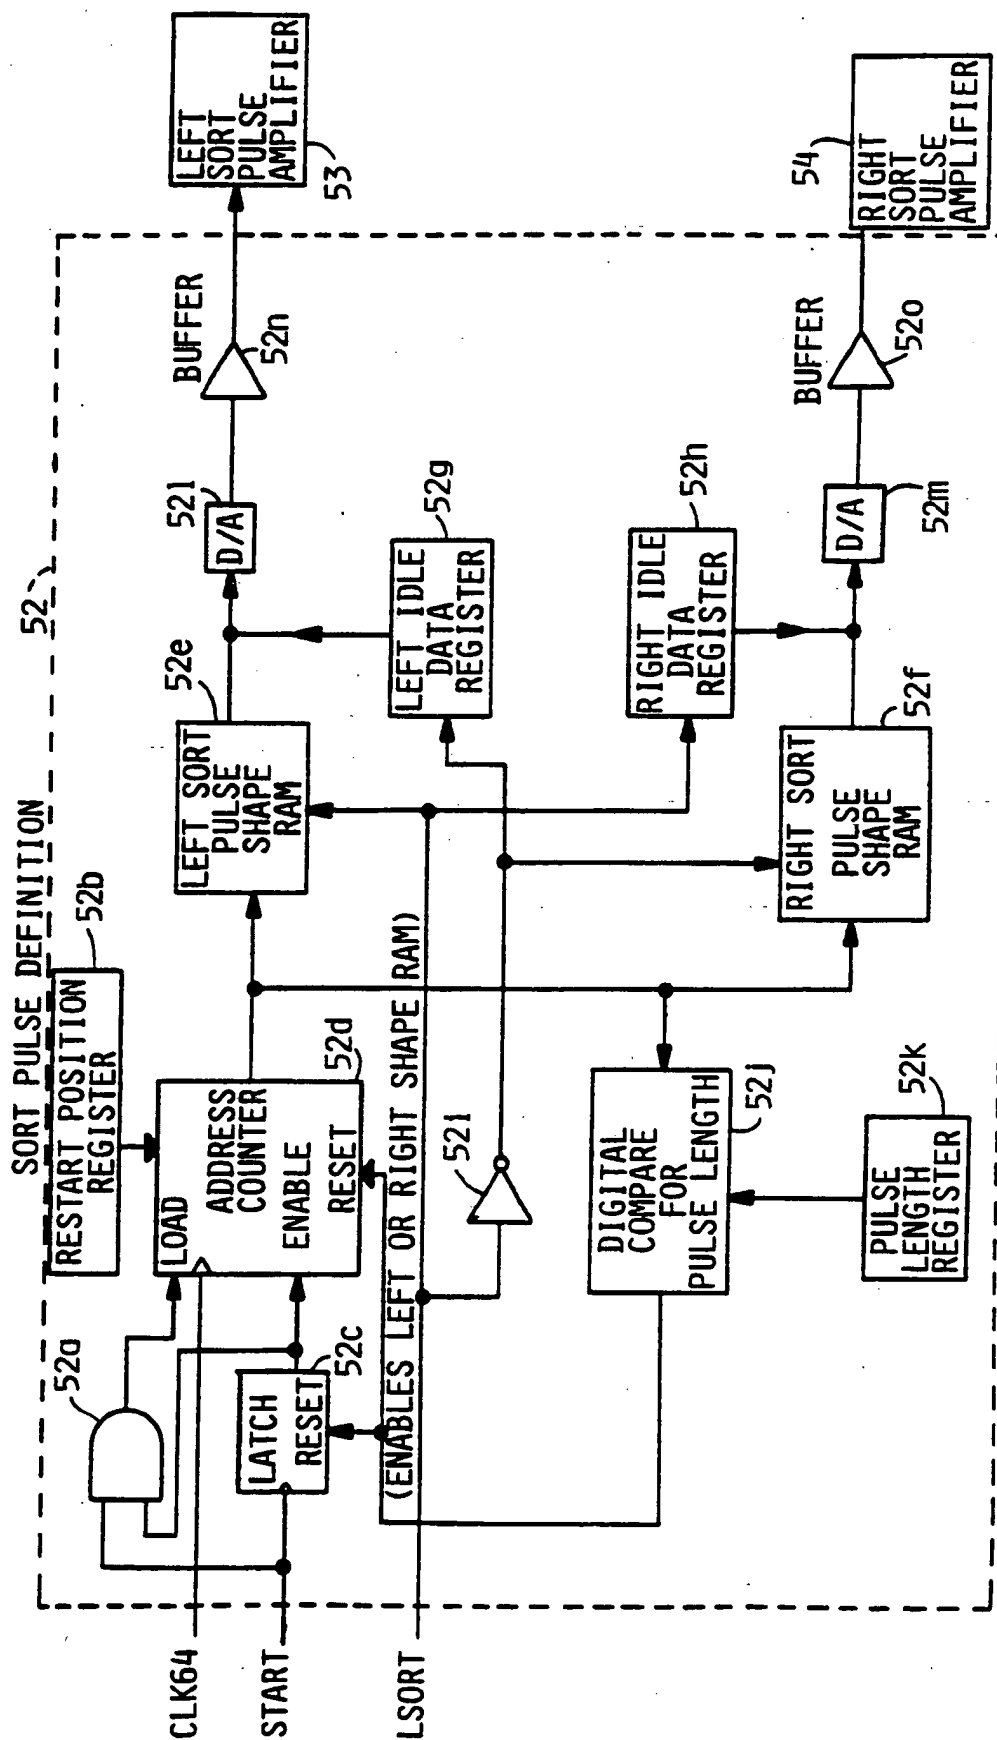 SORT PULSE DEFINITION
52
RESTART POSITION
REGISTER
52b
52a
LOAD
ADDRESS
COUNTER
ENABLE
RESET
52d
LATCH
RESET
52c
CLK64
START
LSORT
(ENABLES LEFT OR RIGHT SHAPE RAM)
LEFT SORT
PULSE
SHAPE
RAM
52e
D/A
52l
BUFFER
52n
LEFT
SORT
PULSE
AMPLIFIER
53
LEFT IDLE
DATA
REGISTER
52g
52i
RIGHT IDLE
DATA
REGISTER
52h
DIGITAL
COMPARE
FOR
PULSE LENGTH
52j
PULSE
LENGTH
REGISTER
52k
RIGHT SORT
PULSE
SHAPE
RAM
52f
D/A
52m
BUFFER
52o
RIGHT
SORT
PULSE
AMPLIFIER
54